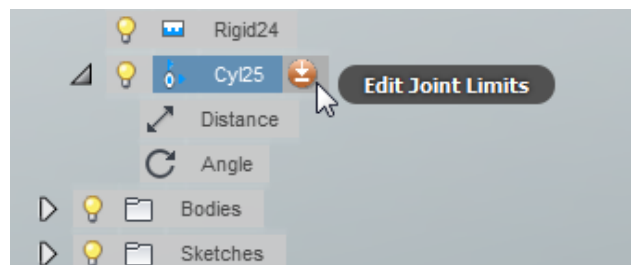 Rigid24
Cyl25 Edit Joint Limits
Distance
Angle
Bodies
Sketches